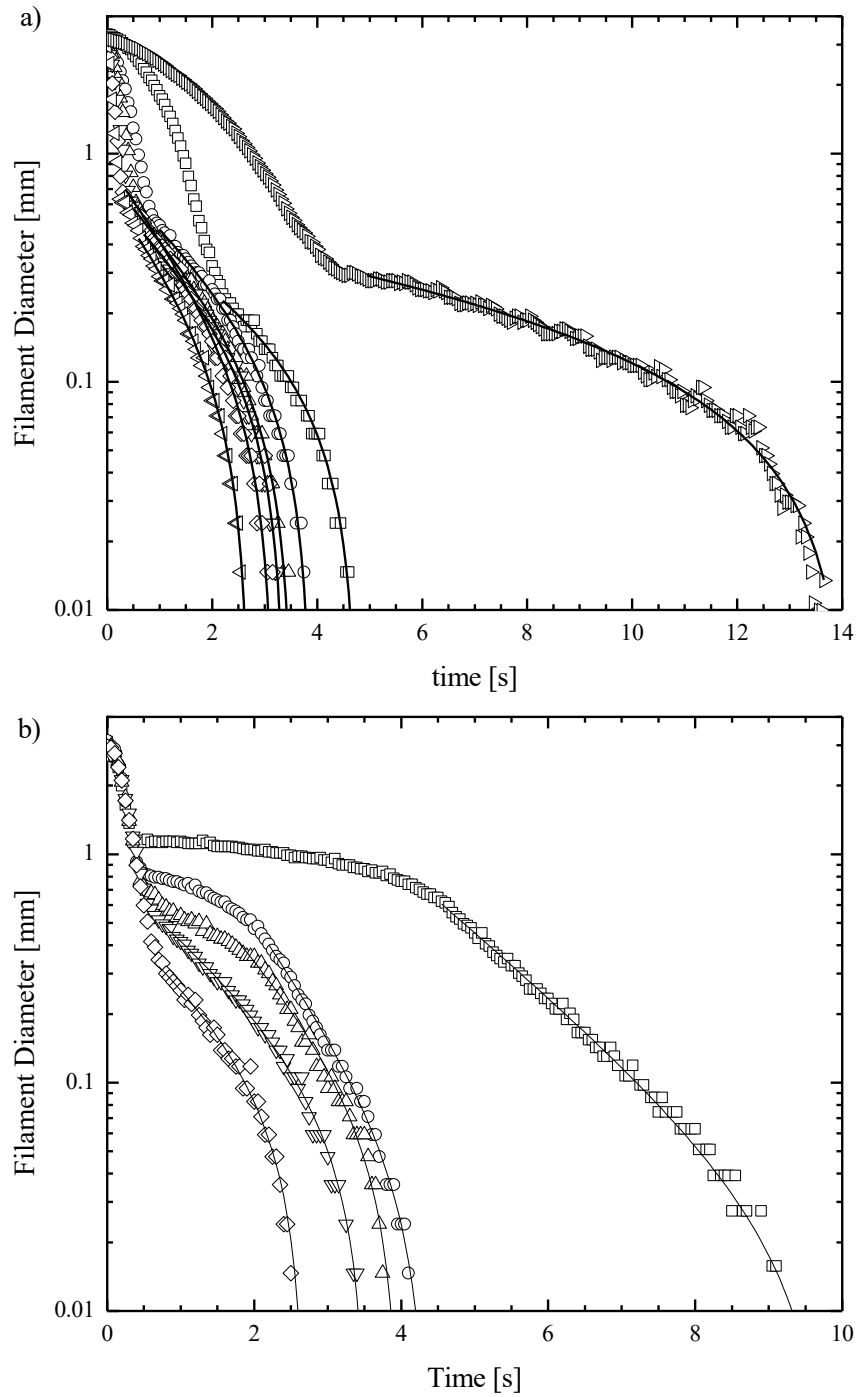 a)
1
0.1
0.01
Filament Diameter [mm]
0 2 4 6 8 10 12 14
time [s]
b)
1
0.1
0.01
Filament Diameter [mm]
0 2 4 6 8 10
Time [s]